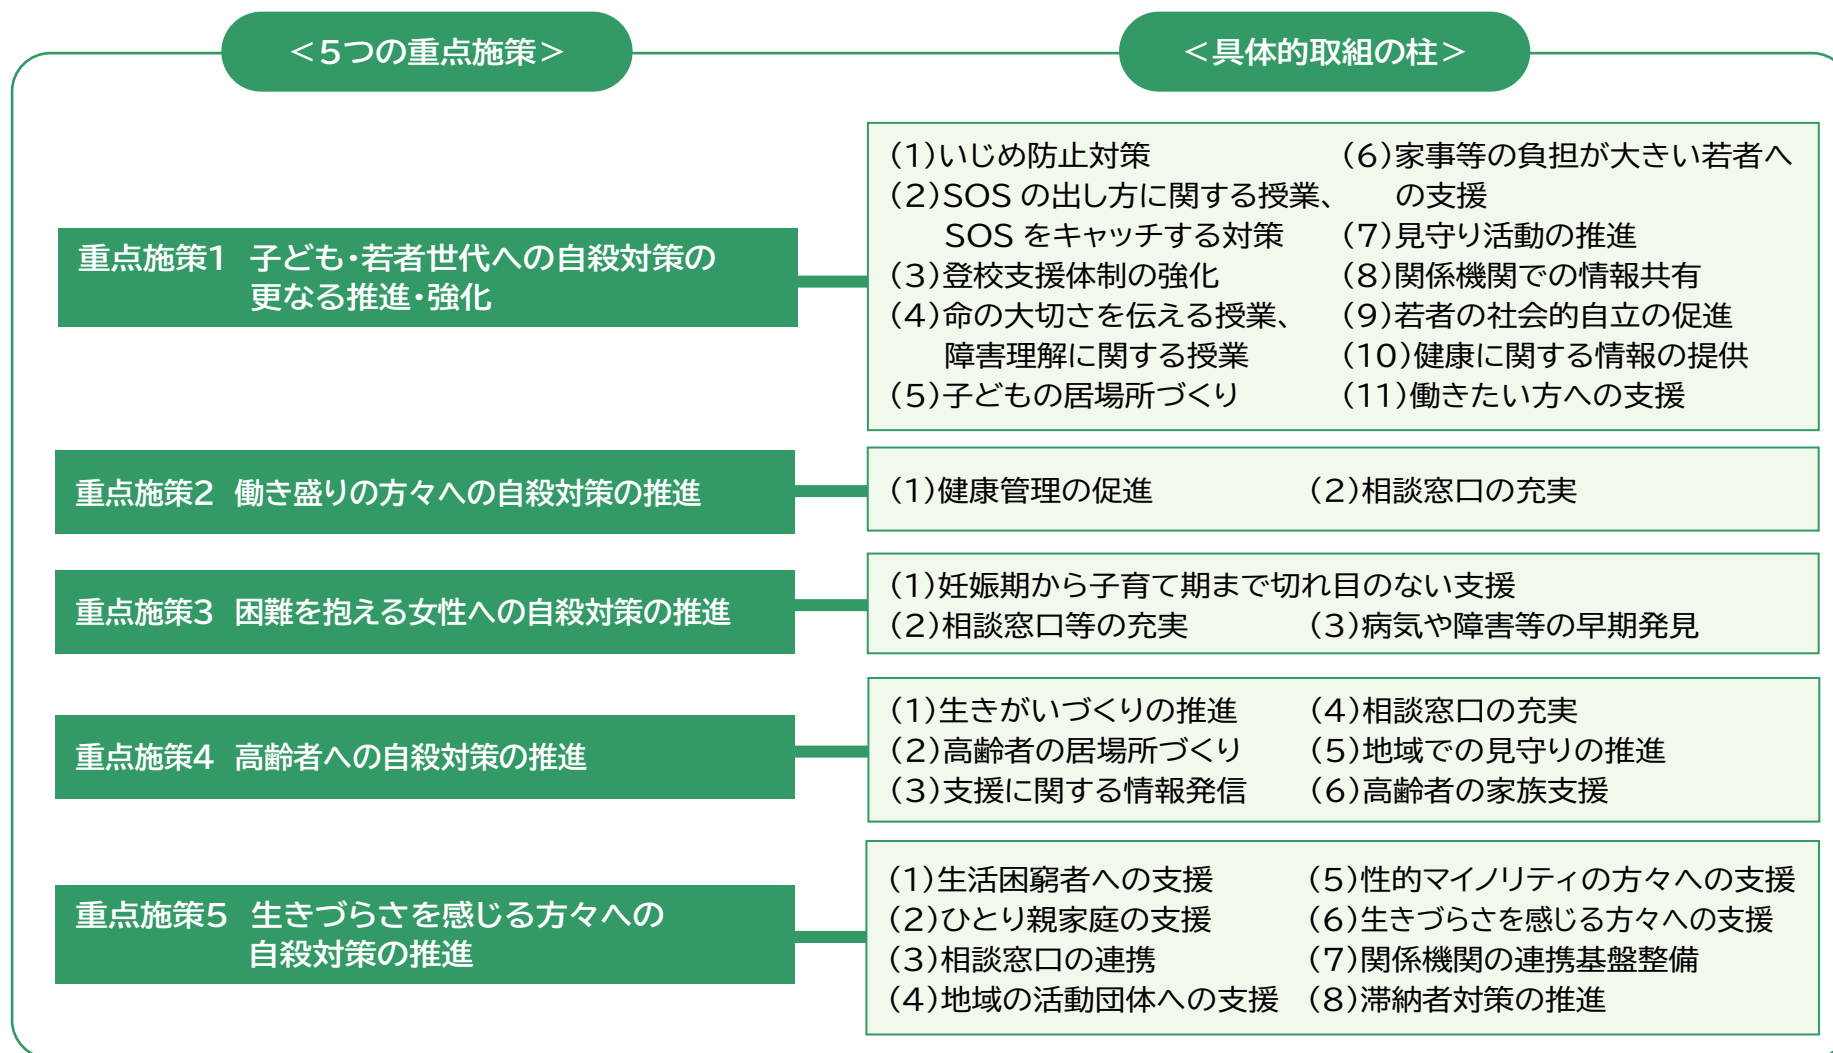 ＜5つの重点施策＞
＜具体的取組の柱＞
重点施策1　子ども・若者世代への自殺対策の
更なる推進・強化
(1)いじめ防止対策
(2)SOS の出し方に関する授業、
SOS をキャッチする対策
(3)登校支援体制の強化
(4)命の大切さを伝える授業、
障害理解に関する授業
(5)子どもの居場所づくり
(6)家事等の負担が大きい若者へ
の支援
(7)見守り活動の推進
(8)関係機関での情報共有
(9)若者の社会的自立の促進
(10)健康に関する情報の提供
(11)働きたい方への支援
重点施策2　働き盛りの方々への自殺対策の推進
(1)健康管理の促進
(2)相談窓口の充実
重点施策3　困難を抱える女性への自殺対策の推進
(1)妊娠期から子育て期まで切れ目のない支援
(2)相談窓口等の充実
(3)病気や障害等の早期発見
重点施策4　高齢者への自殺対策の推進
(1)生きがいづくりの推進
(2)高齢者の居場所づくり
(3)支援に関する情報発信
(4)相談窓口の充実
(5)地域での見守りの推進
(6)高齢者の家族支援
重点施策5　生きづらさを感じる方々への
自殺対策の推進
(1)生活困窮者への支援
(2)ひとり親家庭の支援
(3)相談窓口の連携
(4)地域の活動団体への支援
(5)性的マイノリティの方々への支援
(6)生きづらさを感じる方々への支援
(7)関係機関の連携基盤整備
(8)滞納者対策の推進